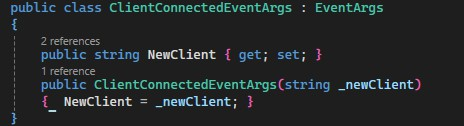 public class ClientConnectedEventArgs : EventArgs
{
2 references
public string NewClient { get; set; }
1 reference
public ClientConnectedEventArgs(string _newClient)
{ NewClient = _newClient; }
}